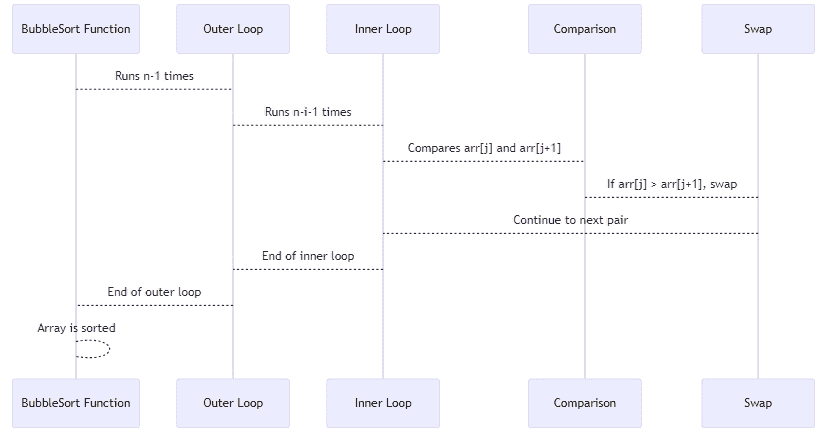 BubbleSort Function
Outer Loop
Inner Loop
Comparison
Swap
Runs n-1 times
Runs n-i-1 times
Compares arr[j] and arr[j+1]
If arr[j] > arr[j+1], swap
Continue to next pair
End of inner loop
End of outer loop
Array is sorted
BubbleSort Function
Outer Loop
Inner Loop
Comparison
Swap